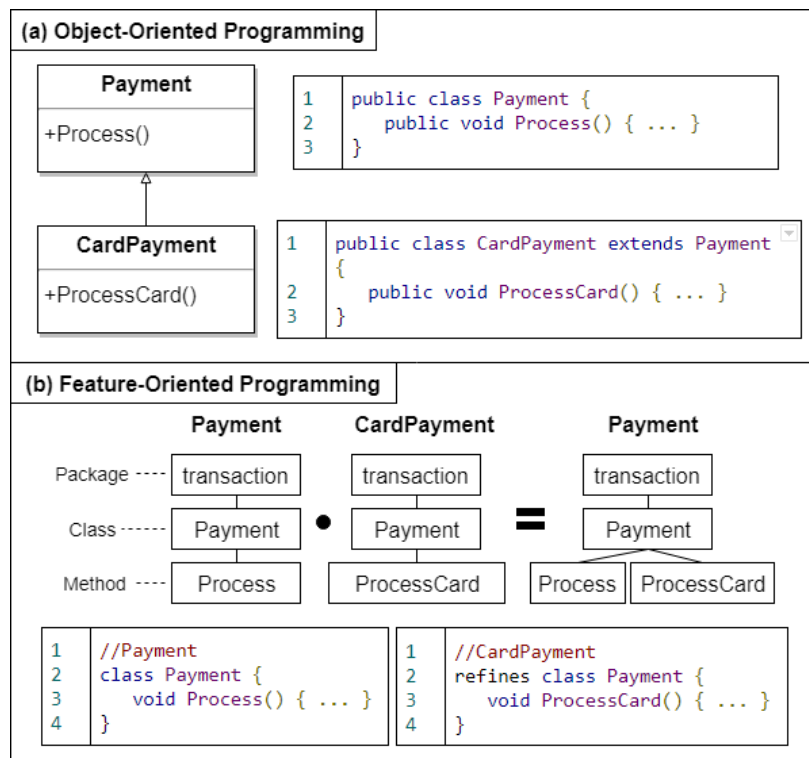 (a) Object-Oriented Programming
Payment
+Process()
1 public class Payment {
2 public void Process() { ... }
3 }
CardPayment
+ProcessCard()
1 public class CardPayment extends Payment
{
2 public void ProcessCard() { ... }
3 }
(b) Feature-Oriented Programming
Payment CardPayment Payment
Package transaction transaction transaction
Class Payment • Payment = Payment
Method Process ProcessCard Process ProcessCard
1 //Payment
2 class Payment {
3 void Process() { ... }
4 }
1 //CardPayment
2 refines class Payment {
3 void ProcessCard() { ... }
4 }